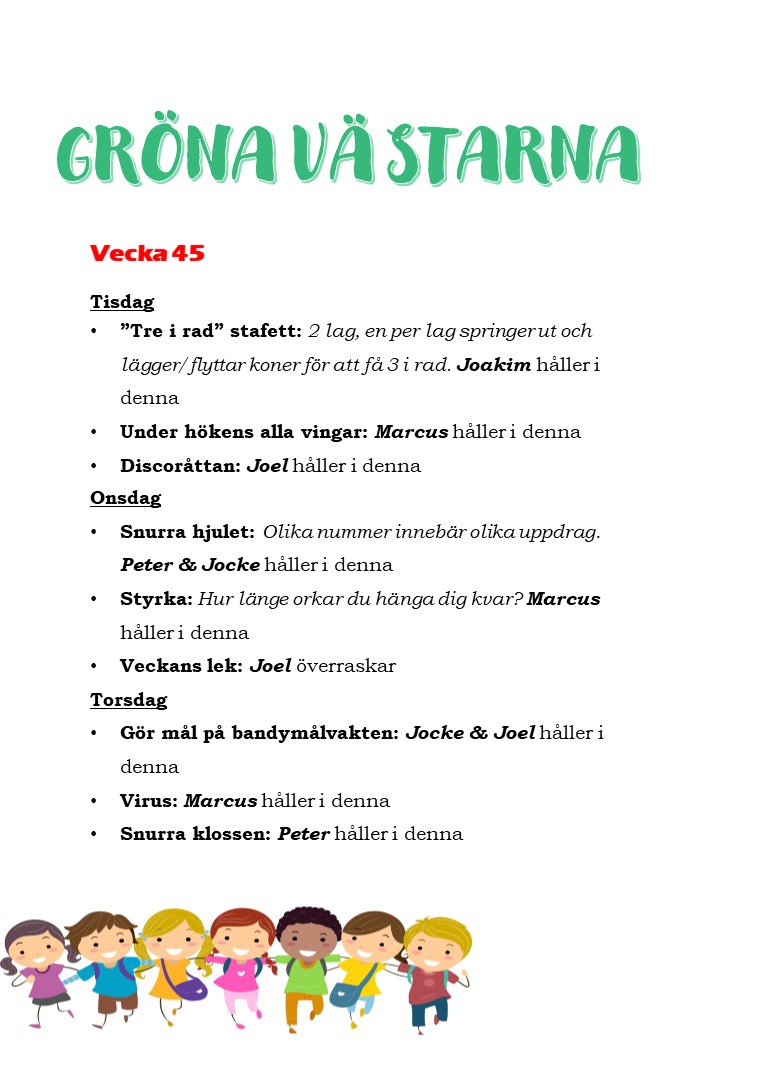 GRÖNA VÄSTARNA
Vecka 45
Tisdag
• ”Tre i rad” stafett: 2 lag, en per lag springer ut och
lägger/flyttar koner för att få 3 i rad. Joakim håller i
denna
• Under hökens alla vingar: Marcus håller i denna
• Discoråttan: Joel håller i denna
Onsdag
• Snurra hjulet: Olika nummer innebär olika uppdrag.
Peter & Jocke håller i denna
• Styrka: Hur länge orkar du hänga dig kvar? Marcus
håller i denna
• Veckans lek: Joel överraskar
Torsdag
• Gör mål på bandymålvakten: Jocke & Joel håller i
denna
• Virus: Marcus håller i denna
• Snurra klossen: Peter håller i denna